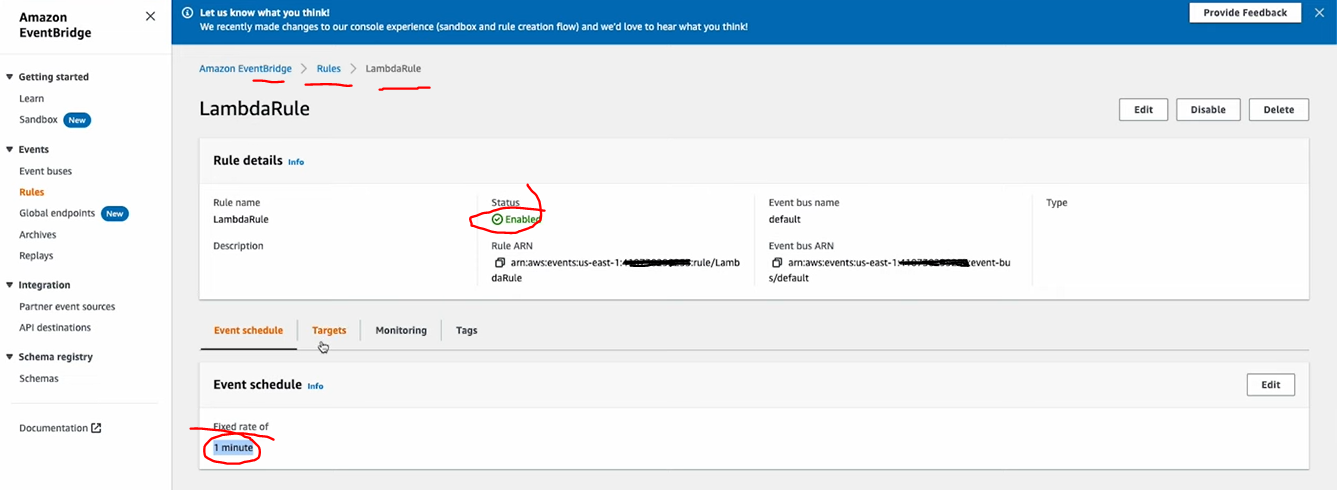 Amazon
EventBridge
Getting started
Learn
Sandbox New
Events
Event buses
Rules
Global endpoints New
Archives
Replays
Integration
Partner event sources
API destinations
Schema registry
Schemas
Documentation
Let us know what you think!
We recently made changes to our console experience (sandbox and rule creation flow) and we'd love to hear what you think!
Provide Feedback
Amazon EventBridge > Rules > LambdaRule
LambdaRule
Edit Disable Delete
Rule details Info
Rule name
LambdaRule
Description
Status
Enabled
Rule ARN
arn:aws:events:us-east-1: :rule/Lamb
daRule
Event bus name
default
Event bus ARN
arn:aws:events:us-east-1: :event-bu
s/default
Type
Event schedule Targets Monitoring Tags
Event schedule Info
Edit
Fixed rate of
1 minute